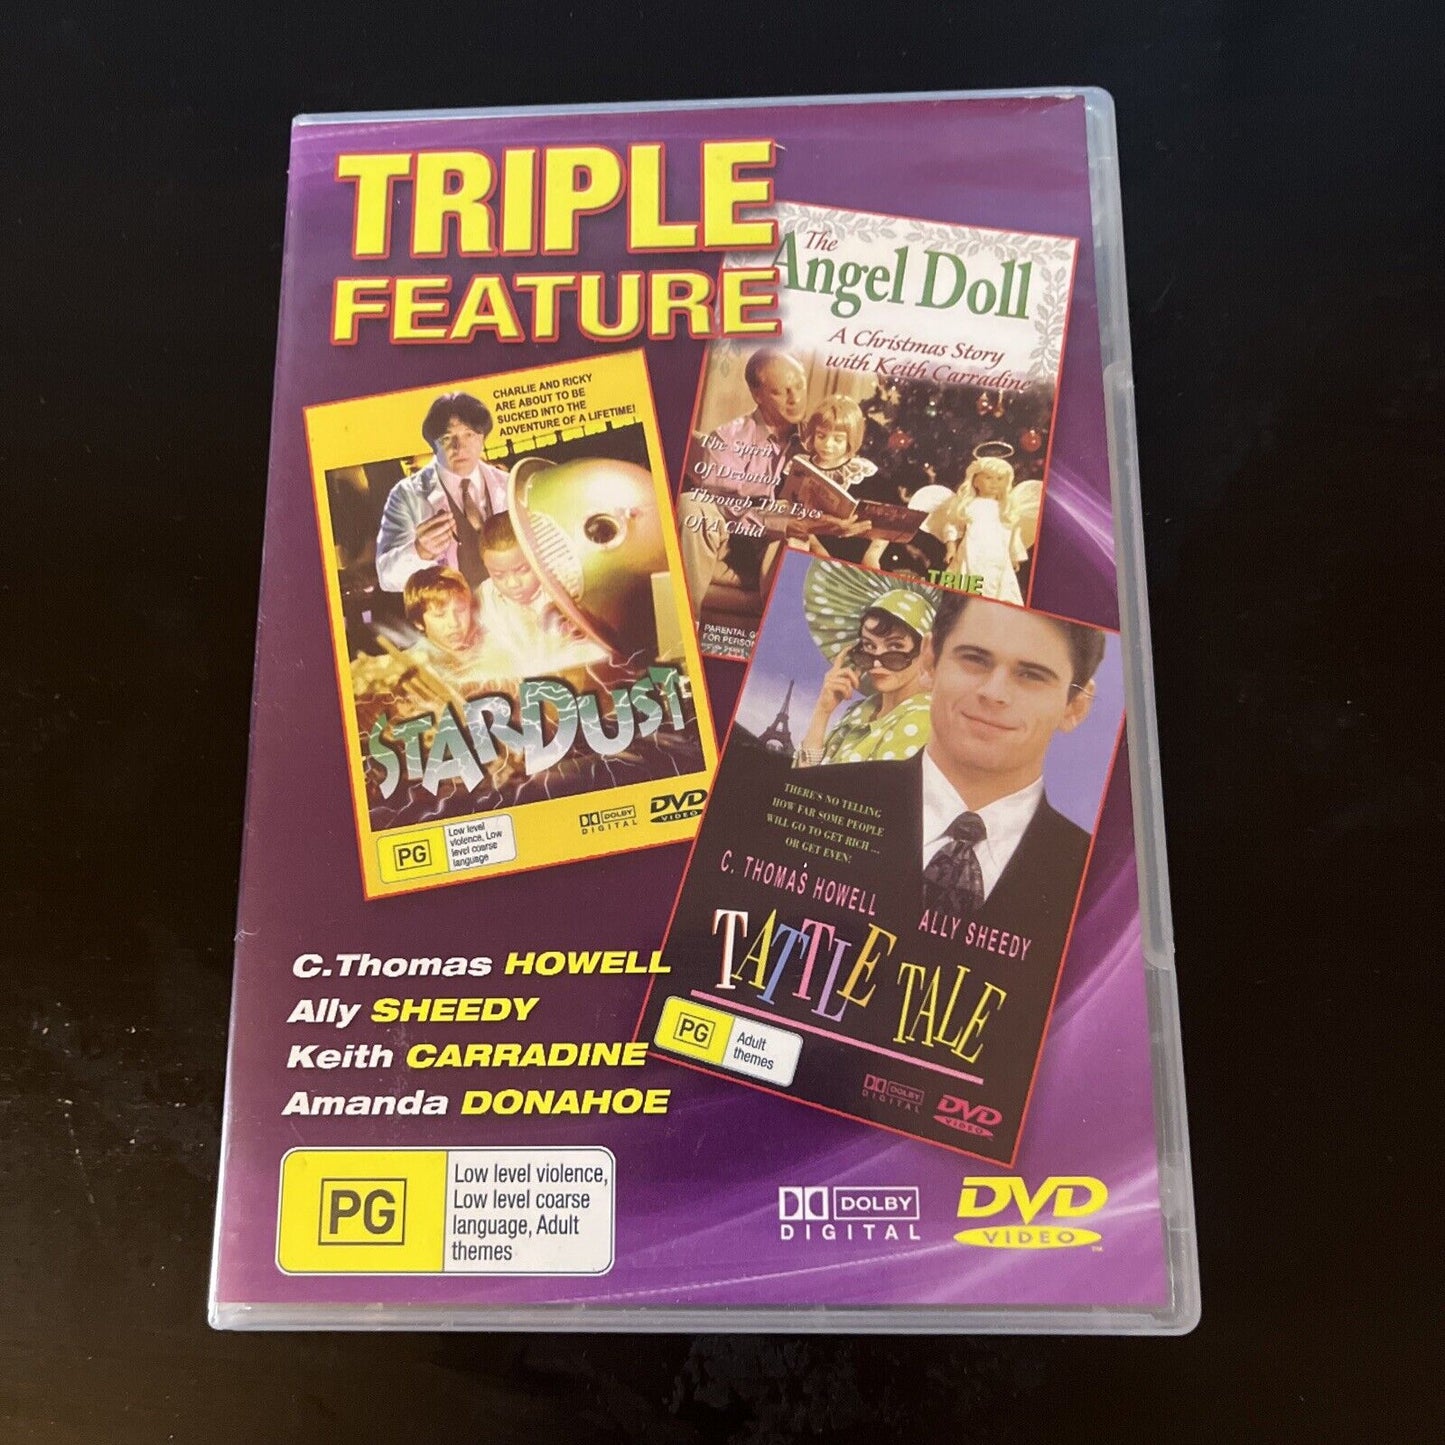 TRIPLE
FEATURE
The
Angel Doll
A Christmas Story
with Keith Carradine
The Spirit
Of Devotion
Through The Eyes
Of A Child
TRUE
PARENTAL G
FOR PERSON
CHARLIE AND RICKY
ARE ABOUT TO BE
SUCKED INTO THE
ADVENTURE OF A LIFETIME!
STARDUST
PG
Low level
violence, Low
level coarse
language
DOLBY
DIGITAL
DVD
VIDEO
THERE'S NO TELLING
HOW FAR SOME PEOPLE
WILL GO TO GET RICH ...
OR GET EVEN!
C. THOMAS HOWELL
ALLY SHEEDY
TATTLE TALE
PG
Adult
themes
DOLBY
DIGITAL
DVD
VIDEO
C.Thomas HOWELL
Ally SHEEDY
Keith CARRADINE
Amanda DONAHOE
PG
Low level violence,
Low level coarse
language, Adult
themes
DOLBY
DIGITAL
DVD
VIDEO
TM